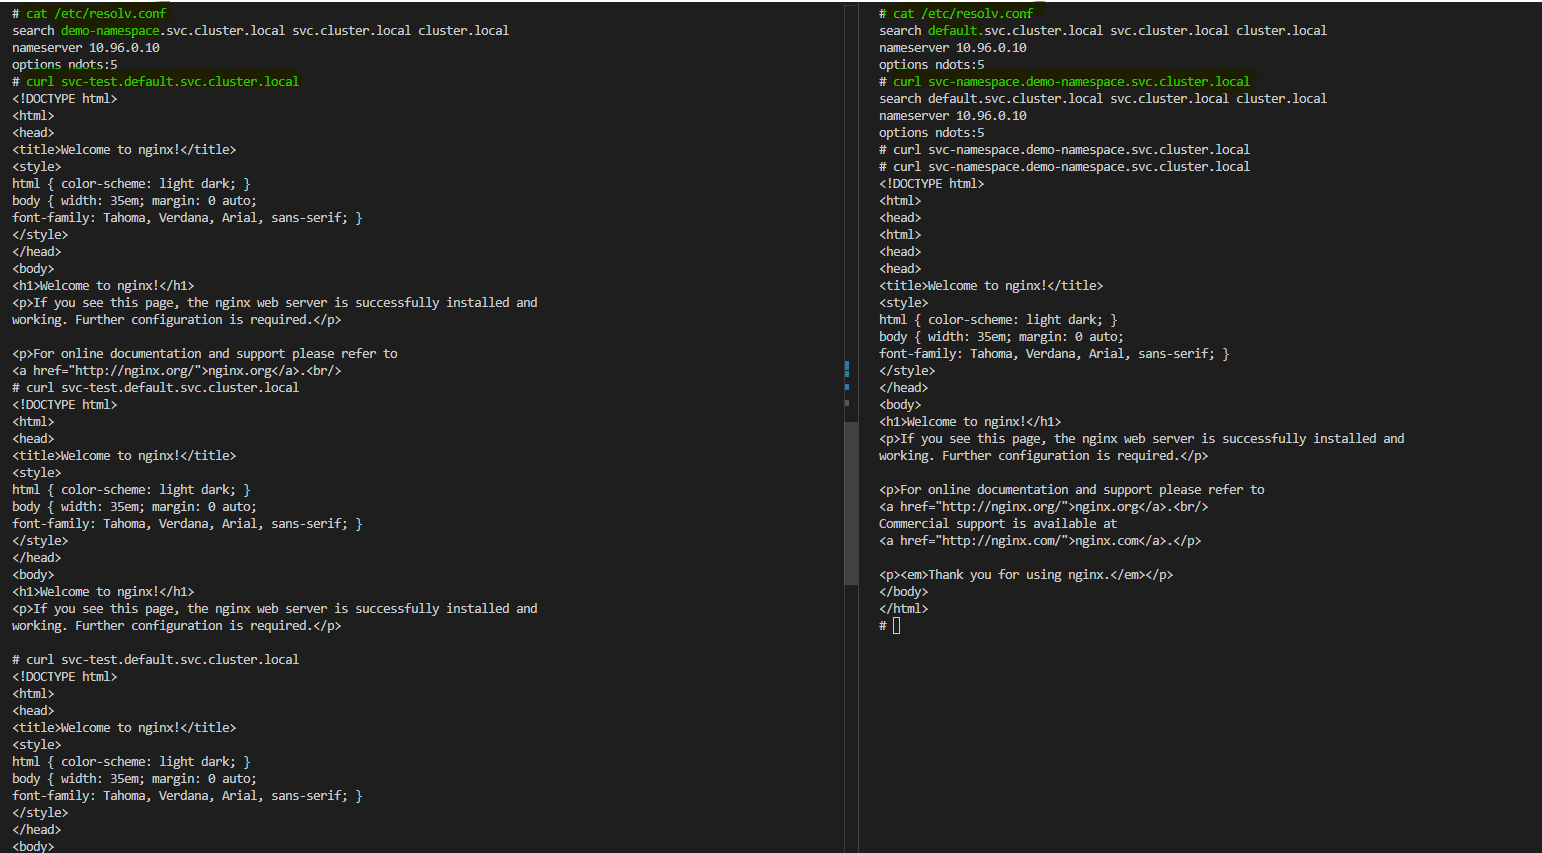 # cat /etc/resolv.conf
search demo-namespace.svc.cluster.local svc.cluster.local cluster.local
nameserver 10.96.0.10
options ndots:5
# curl svc-test.default.svc.cluster.local
<!DOCTYPE html>
<html>
<head>
<title>Welcome to nginx!</title>
<style>
html { color-scheme: light dark; }
body { width: 35em; margin: 0 auto;
font-family: Tahoma, Verdana, Arial, sans-serif; }
</style>
</head>
<body>
<h1>Welcome to nginx!</h1>
<p>If you see this page, the nginx web server is successfully installed and
working. Further configuration is required.</p>

<p>For online documentation and support please refer to
<a href="http://nginx.org/">nginx.org</a>.<br/>
# curl svc-test.default.svc.cluster.local
<!DOCTYPE html>
<html>
<head>
<title>Welcome to nginx!</title>
<style>
html { color-scheme: light dark; }
body { width: 35em; margin: 0 auto;
font-family: Tahoma, Verdana, Arial, sans-serif; }
</style>
</head>
<body>
<h1>Welcome to nginx!</h1>
<p>If you see this page, the nginx web server is successfully installed and
working. Further configuration is required.</p>

# curl svc-test.default.svc.cluster.local
<!DOCTYPE html>
<html>
<head>
<title>Welcome to nginx!</title>
<style>
html { color-scheme: light dark; }
body { width: 35em; margin: 0 auto;
font-family: Tahoma, Verdana, Arial, sans-serif; }
</style>
</head>
<body>
# cat /etc/resolv.conf
search default.svc.cluster.local svc.cluster.local cluster.local
nameserver 10.96.0.10
options ndots:5
# curl svc-namespace.demo-namespace.svc.cluster.local
search default.svc.cluster.local svc.cluster.local cluster.local
nameserver 10.96.0.10
options ndots:5
# curl svc-namespace.demo-namespace.svc.cluster.local
# curl svc-namespace.demo-namespace.svc.cluster.local
<!DOCTYPE html>
<html>
<head>
<html>
<head>
<head>
<title>Welcome to nginx!</title>
<style>
html { color-scheme: light dark; }
body { width: 35em; margin: 0 auto;
font-family: Tahoma, Verdana, Arial, sans-serif; }
</style>
</head>
<body>
<h1>Welcome to nginx!</h1>
<p>If you see this page, the nginx web server is successfully installed and
working. Further configuration is required.</p>

<p>For online documentation and support please refer to
<a href="http://nginx.org/">nginx.org</a>.<br/>
Commercial support is available at
<a href="http://nginx.com/">nginx.com</a>.</p>

<p><em>Thank you for using nginx.</em></p>
</body>
</html>
#